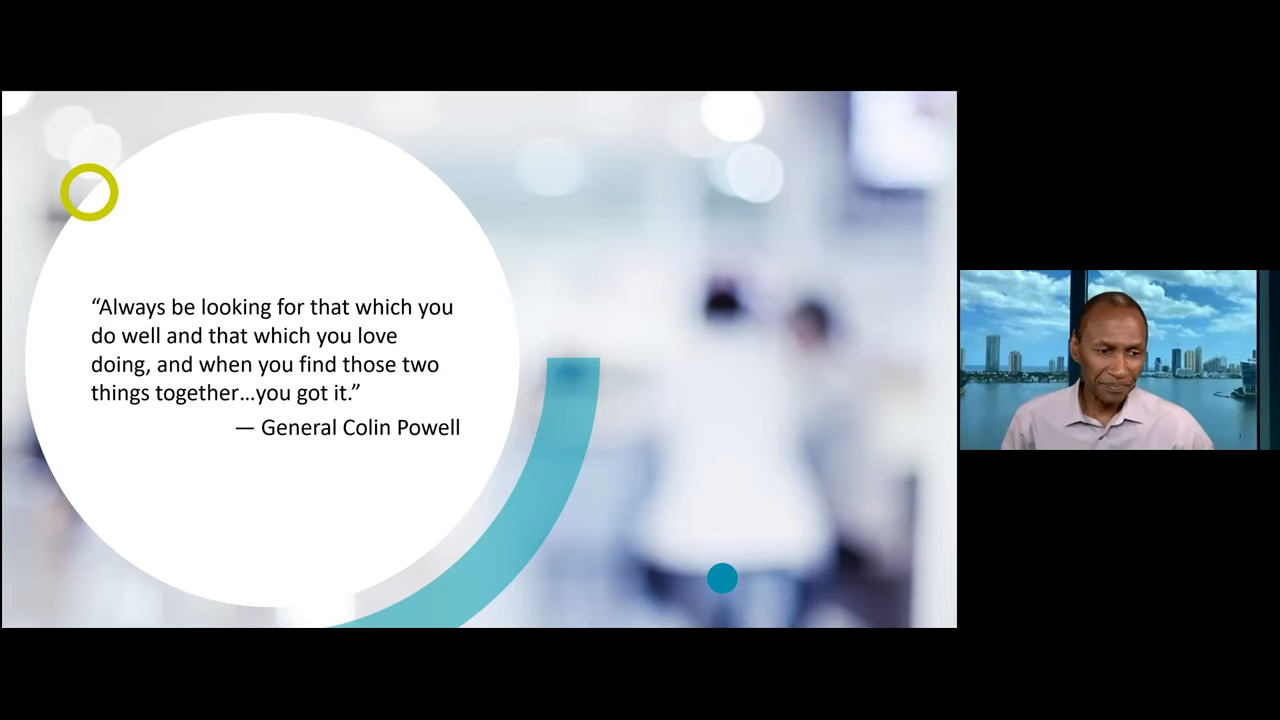 “Always be looking for that which you
do well and that which you love
doing, and when you find those two
things together…you got it.”
— General Colin Powell